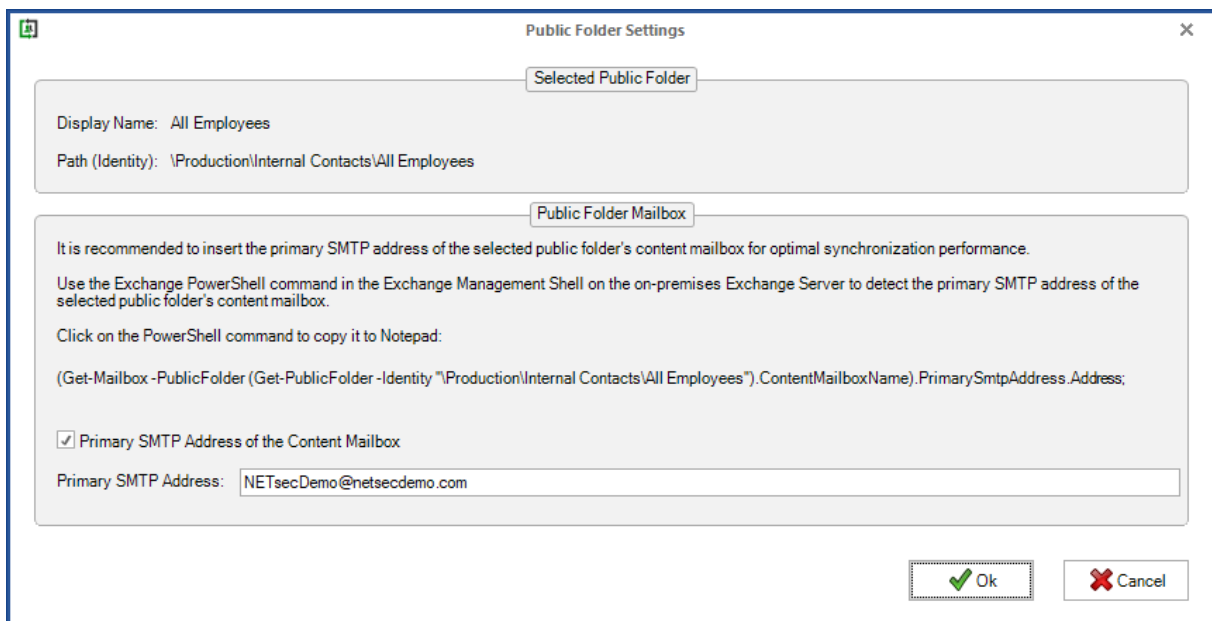 Public Folder Settings
Selected Public Folder
Display Name: All Employees
Path (Identity): \Production\Internal Contacts\All Employees
Public Folder Mailbox
It is recommended to insert the primary SMTP address of the selected public folder's content mailbox for optimal synchronization performance.
Use the Exchange PowerShell command in the Exchange Management Shell on the on-premises Exchange Server to detect the primary SMTP address of the
selected public folder's content mailbox.
Click on the PowerShell command to copy it to Notepad:
(Get-Mailbox -PublicFolder (Get-PublicFolder -Identity "\Production\Internal Contacts\All Employees").ContentMailboxName).PrimarySmtpAddress.Address;
Primary SMTP Address of the Content Mailbox
Primary SMTP Address: NETsecDemo@netsecdemo.com
Ok Cancel